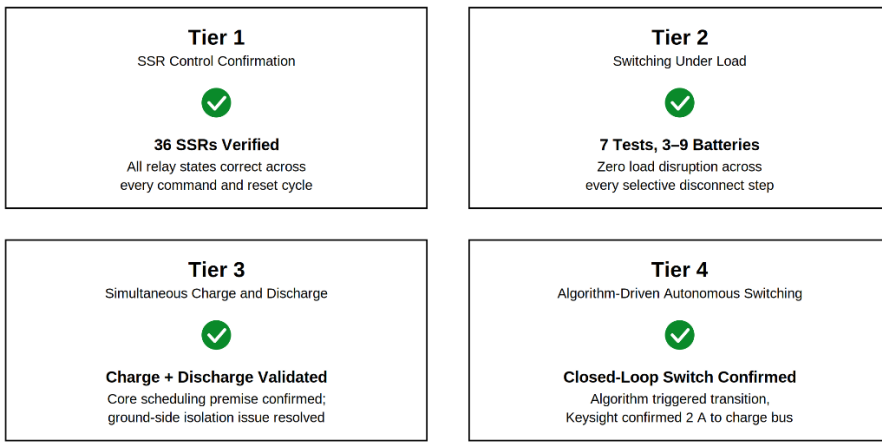 Tier 1
SSR Control Confirmation
36 SSRs Verified
All relay states correct across
every command and reset cycle
Tier 2
Switching Under Load
7 Tests, 3–9 Batteries
Zero load disruption across
every selective disconnect step
Tier 3
Simultaneous Charge and Discharge
Charge + Discharge Validated
Core scheduling premise confirmed;
ground-side isolation issue resolved
Tier 4
Algorithm-Driven Autonomous Switching
Closed-Loop Switch Confirmed
Algorithm triggered transition,
Keysight confirmed 2 A to charge bus